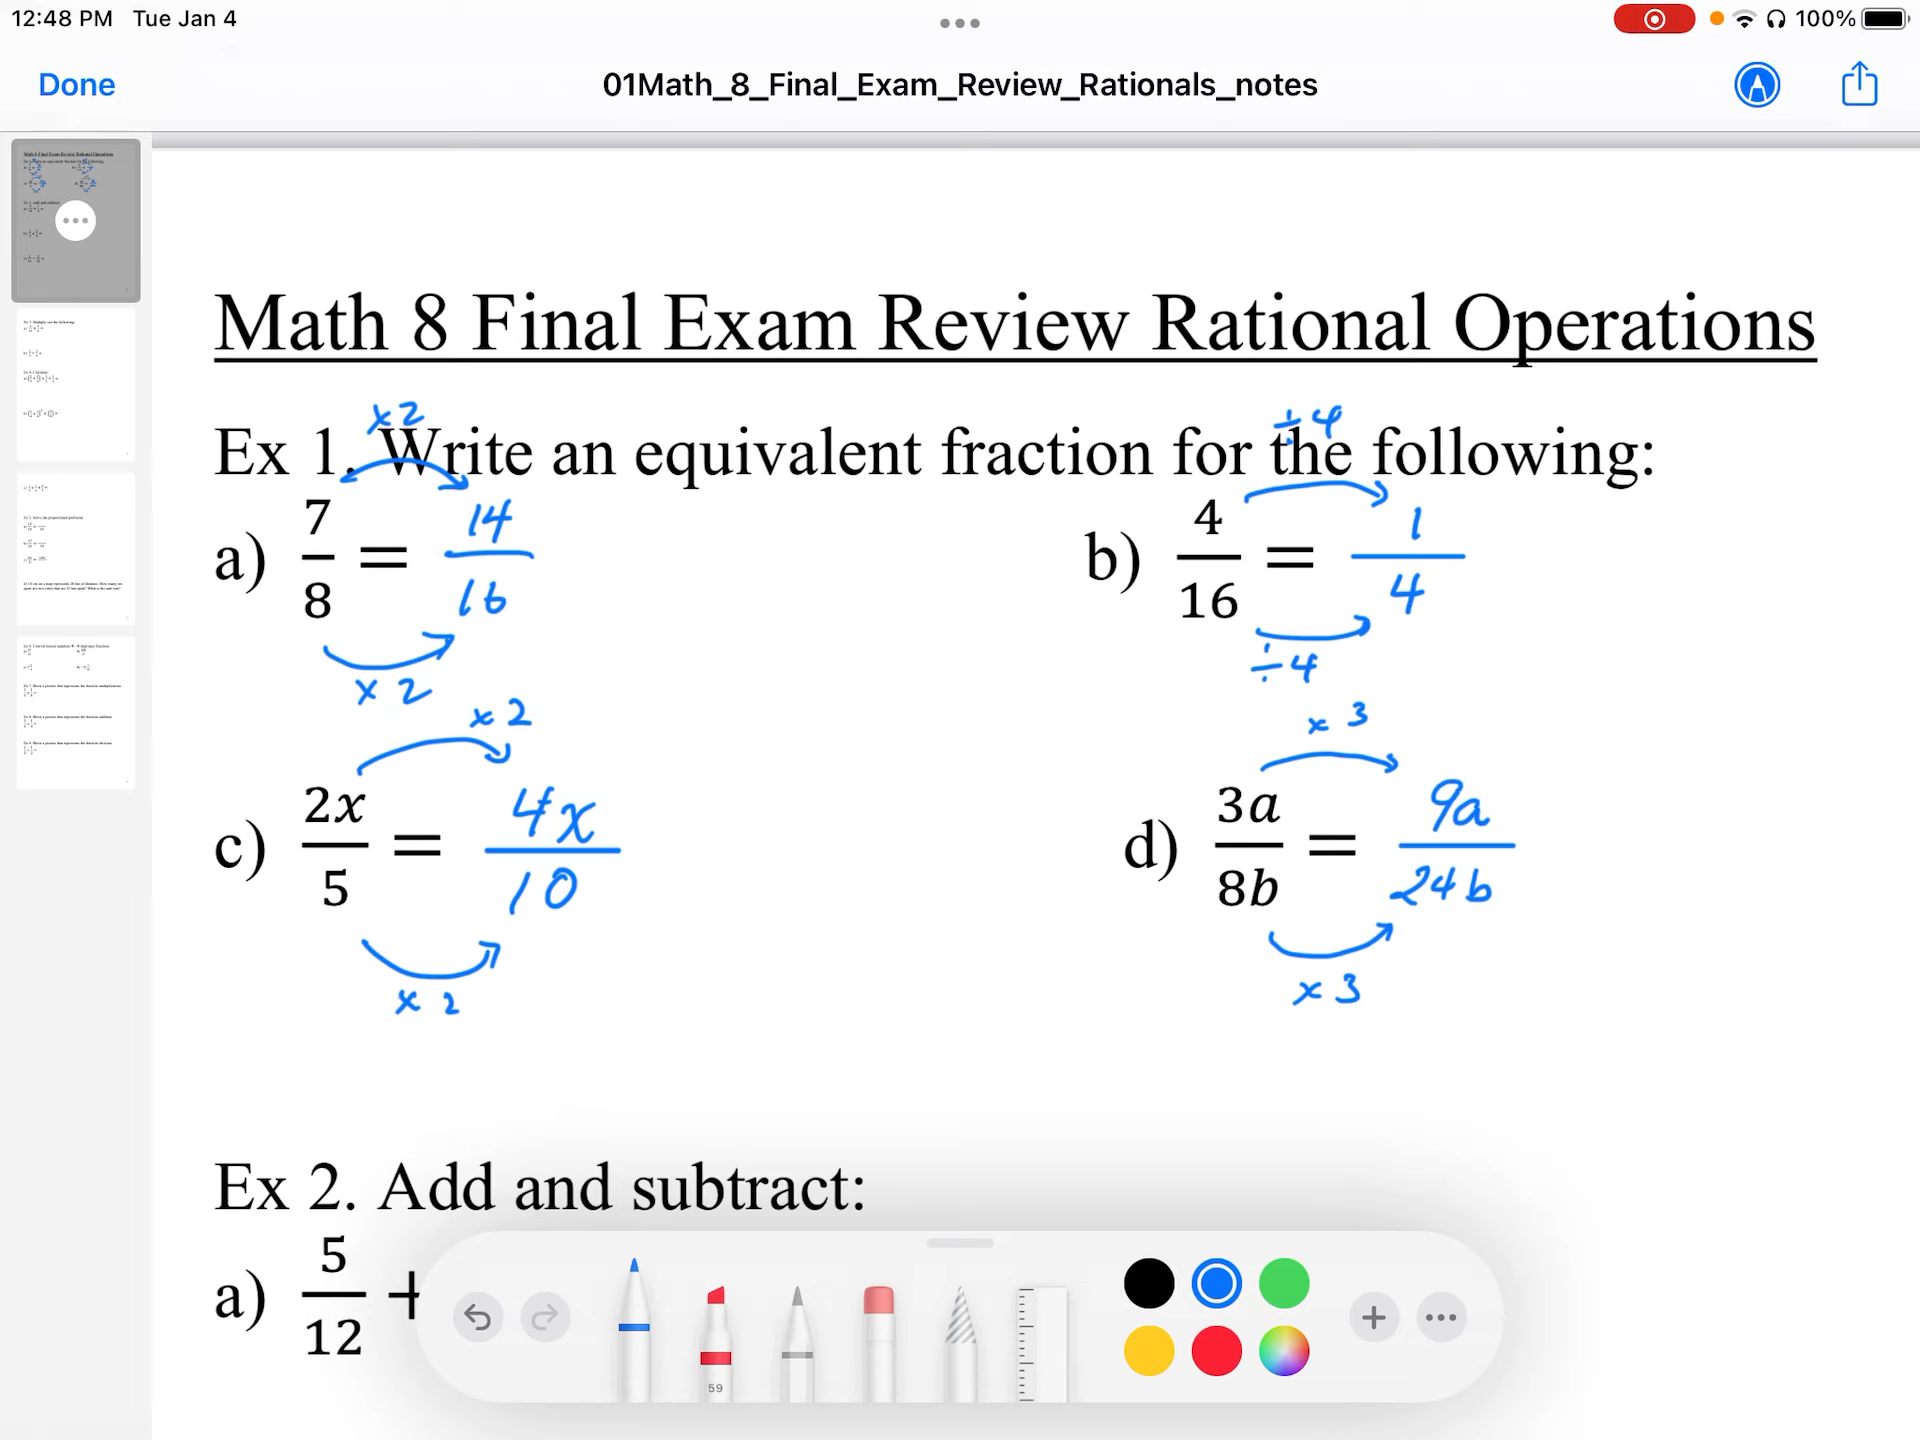 12:48 PM Tue Jan 4
100%
Done
01Math_8_Final_Exam_Review_Rationals_notes
Math 8 Final Exam Review Rational Operations
x2
÷4
Ex 1. Write an equivalent fraction for the following:
a) 7/8 = 14/16
x 2
b) 4/16 = 1/4
÷4
x 2
x 3
c) 2x/5 = 4x/10
x 2
d) 3a/8b = 9a/24b
x 3
Ex 2. Add and subtract:
a) 5/12 +
59